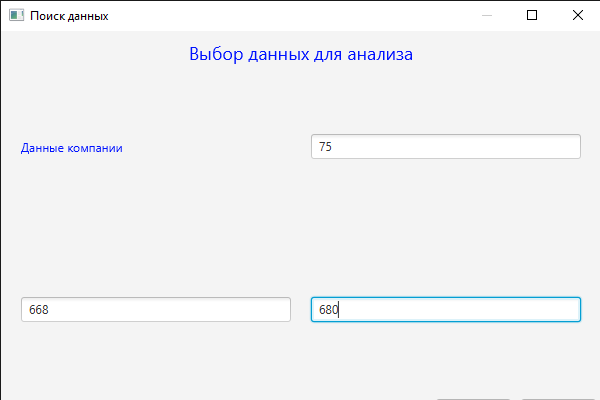 Поиск данных
Выбор данных для анализа
Данные компании
75
668
680